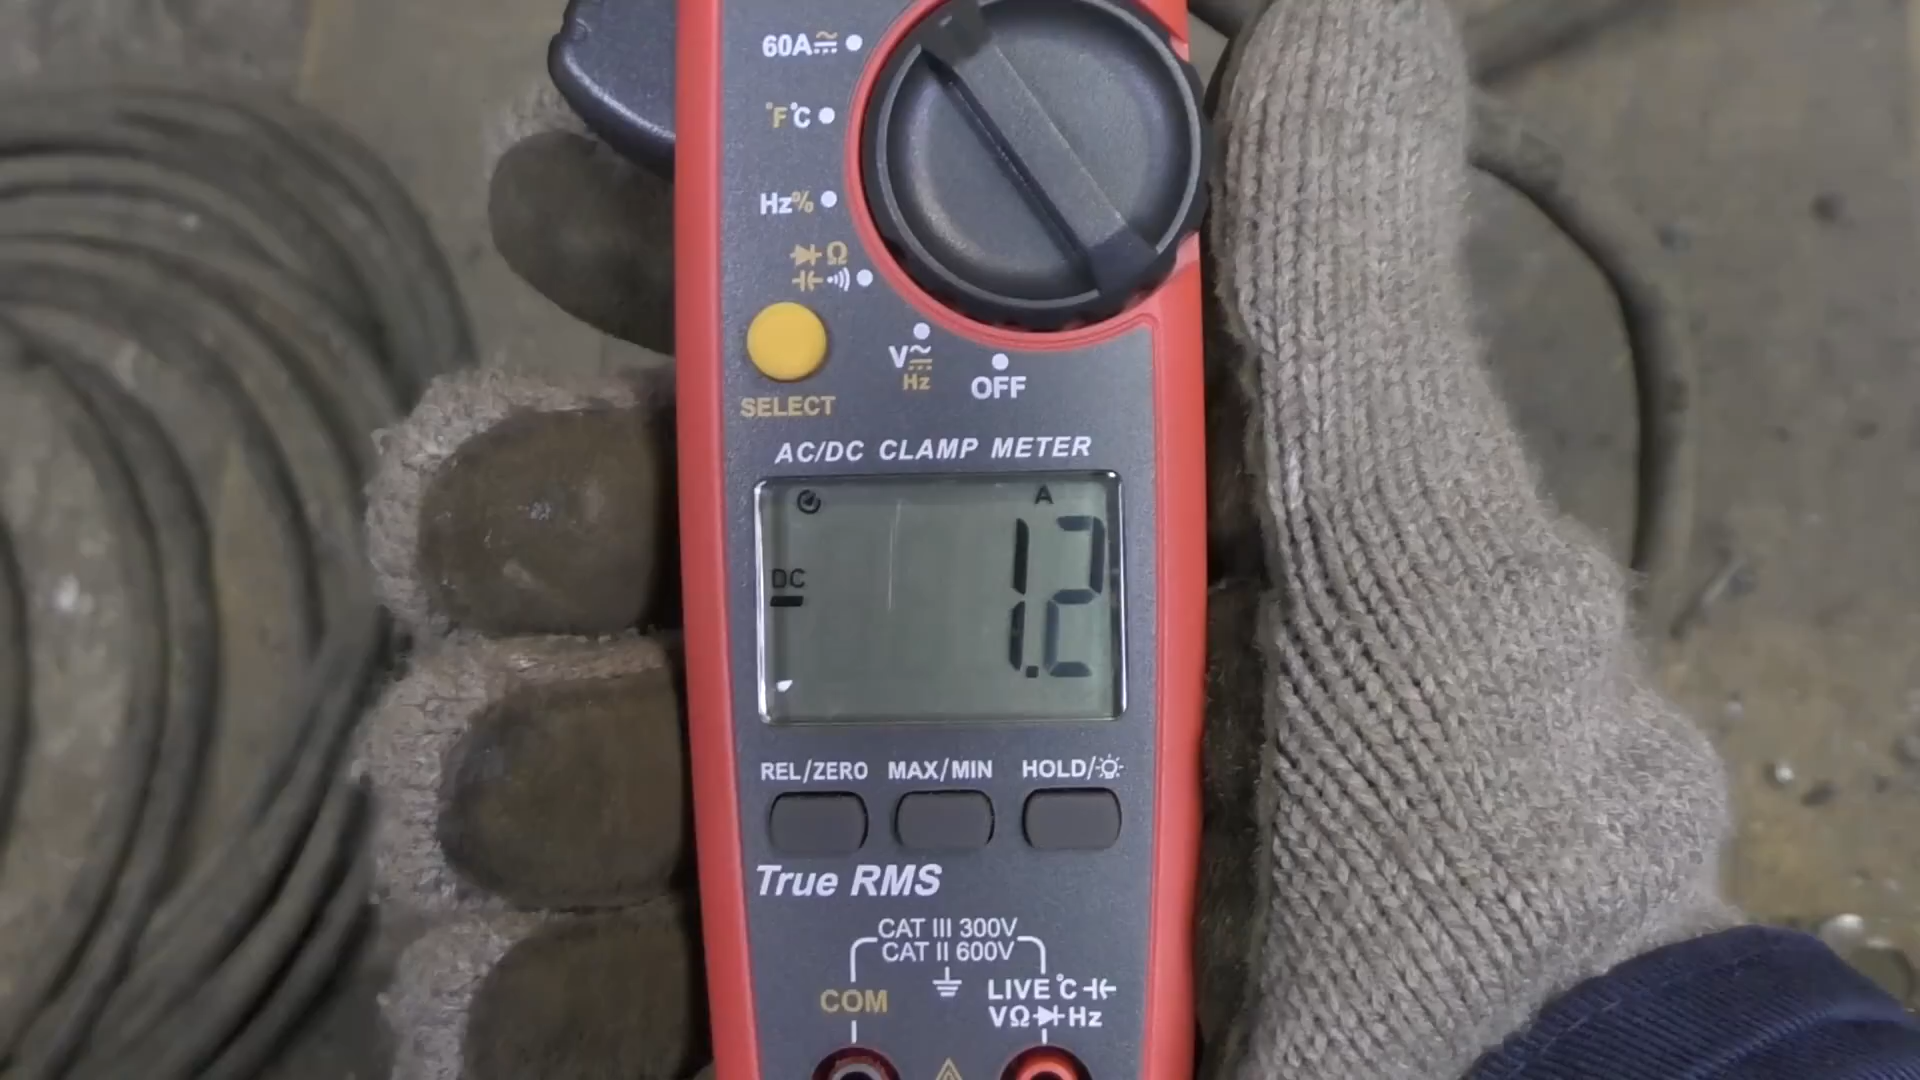 60A
°F°C
Hz%
Ω
V
Hz
OFF
SELECT
AC/DC CLAMP METER
A
DC
1.2
REL/ZERO MAX/MIN HOLD/
True RMS
CAT III 300V
CAT II 600V
COM
LIVE °C
VΩ Hz